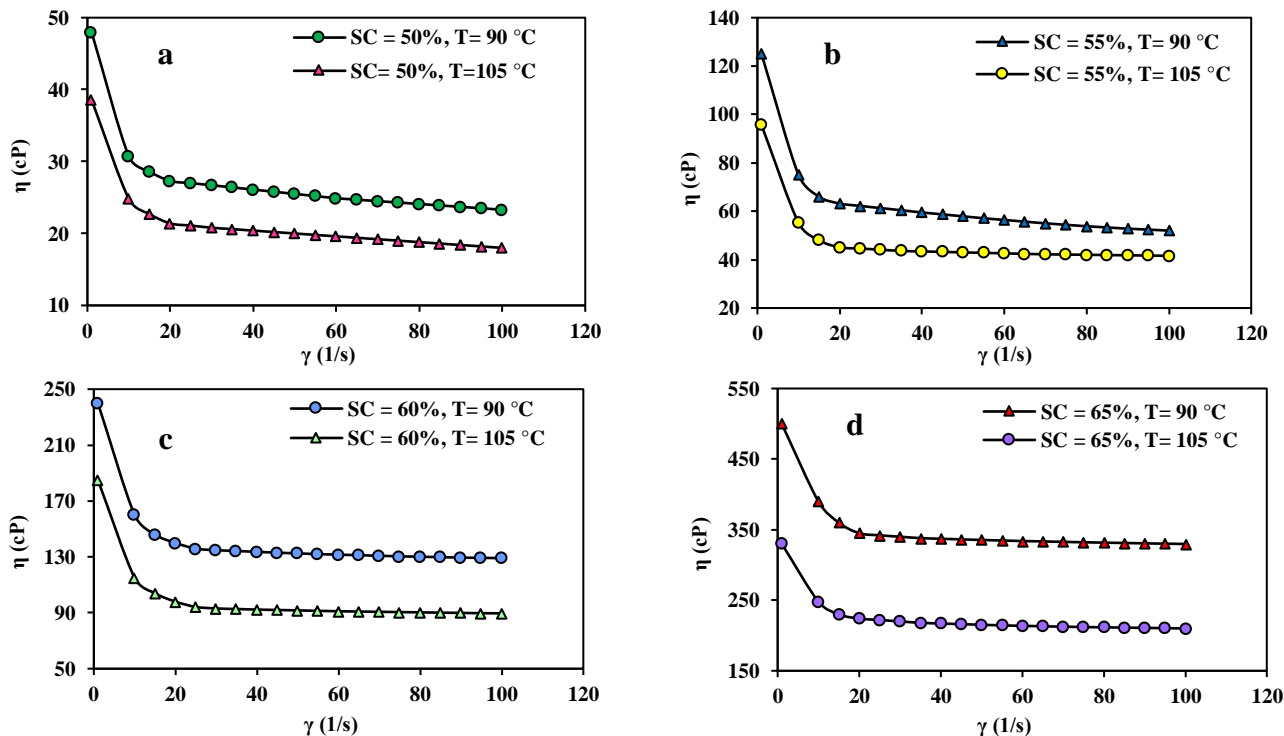 a
SC = 50%, T= 90 °C
SC= 50%, T=105 °C
η (cP)
50
40
30
20
10
0 20 40 60 80 100 120
γ (1/s)
b
SC = 55%, T= 90 °C
SC = 55%, T= 105 °C
η (cP)
140
120
100
80
60
40
20
0 20 40 60 80 100 120
γ (1/s)
c
SC = 60%, T= 90 °C
SC = 60%, T= 105 °C
η (cP)
250
210
170
130
90
50
0 20 40 60 80 100 120
γ (1/s)
d
SC = 65%, T= 90 °C
SC = 65%, T= 105 °C
η (cP)
550
450
350
250
150
0 20 40 60 80 100 120
γ (1/s)